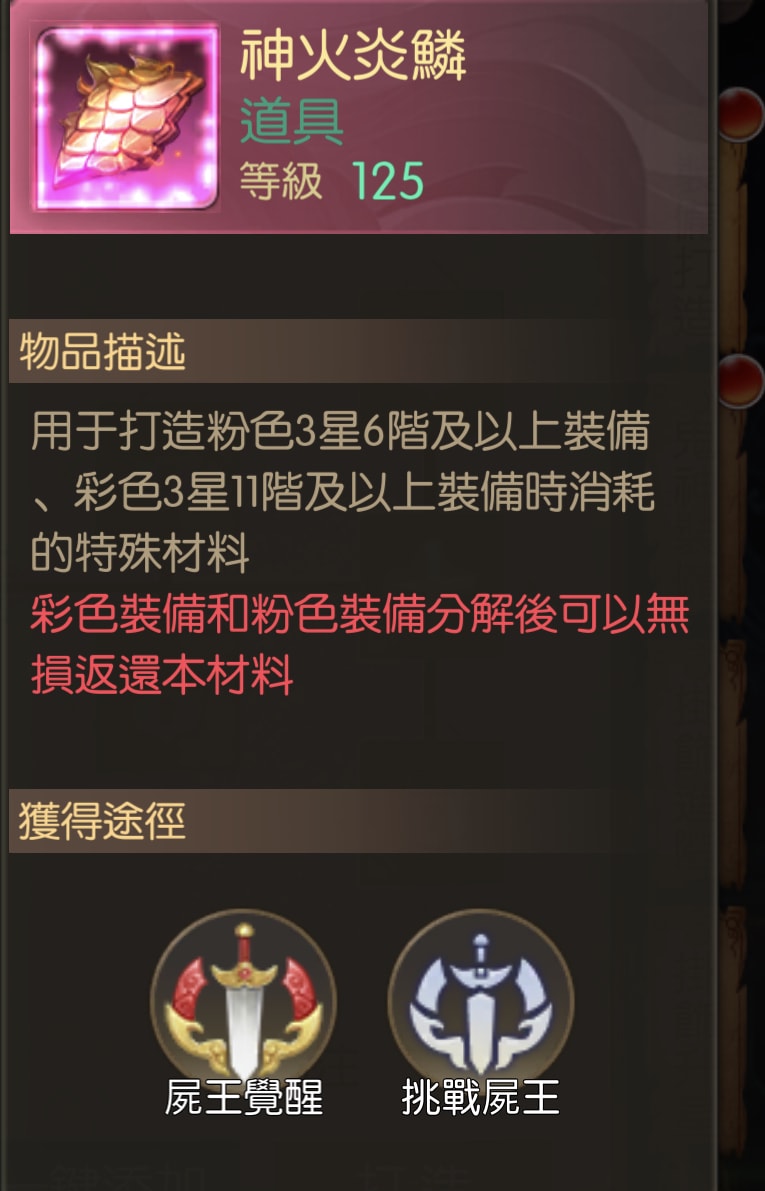 神火炎鱗
道具
等級 125
物品描述
用于打造粉色3星6階及以上裝備
、彩色3星11階及以上裝備時消耗
的特殊材料
彩色裝備和粉色裝備分解後可以無
損返還本材料
獲得途徑
屍王覺醒 挑戰屍王